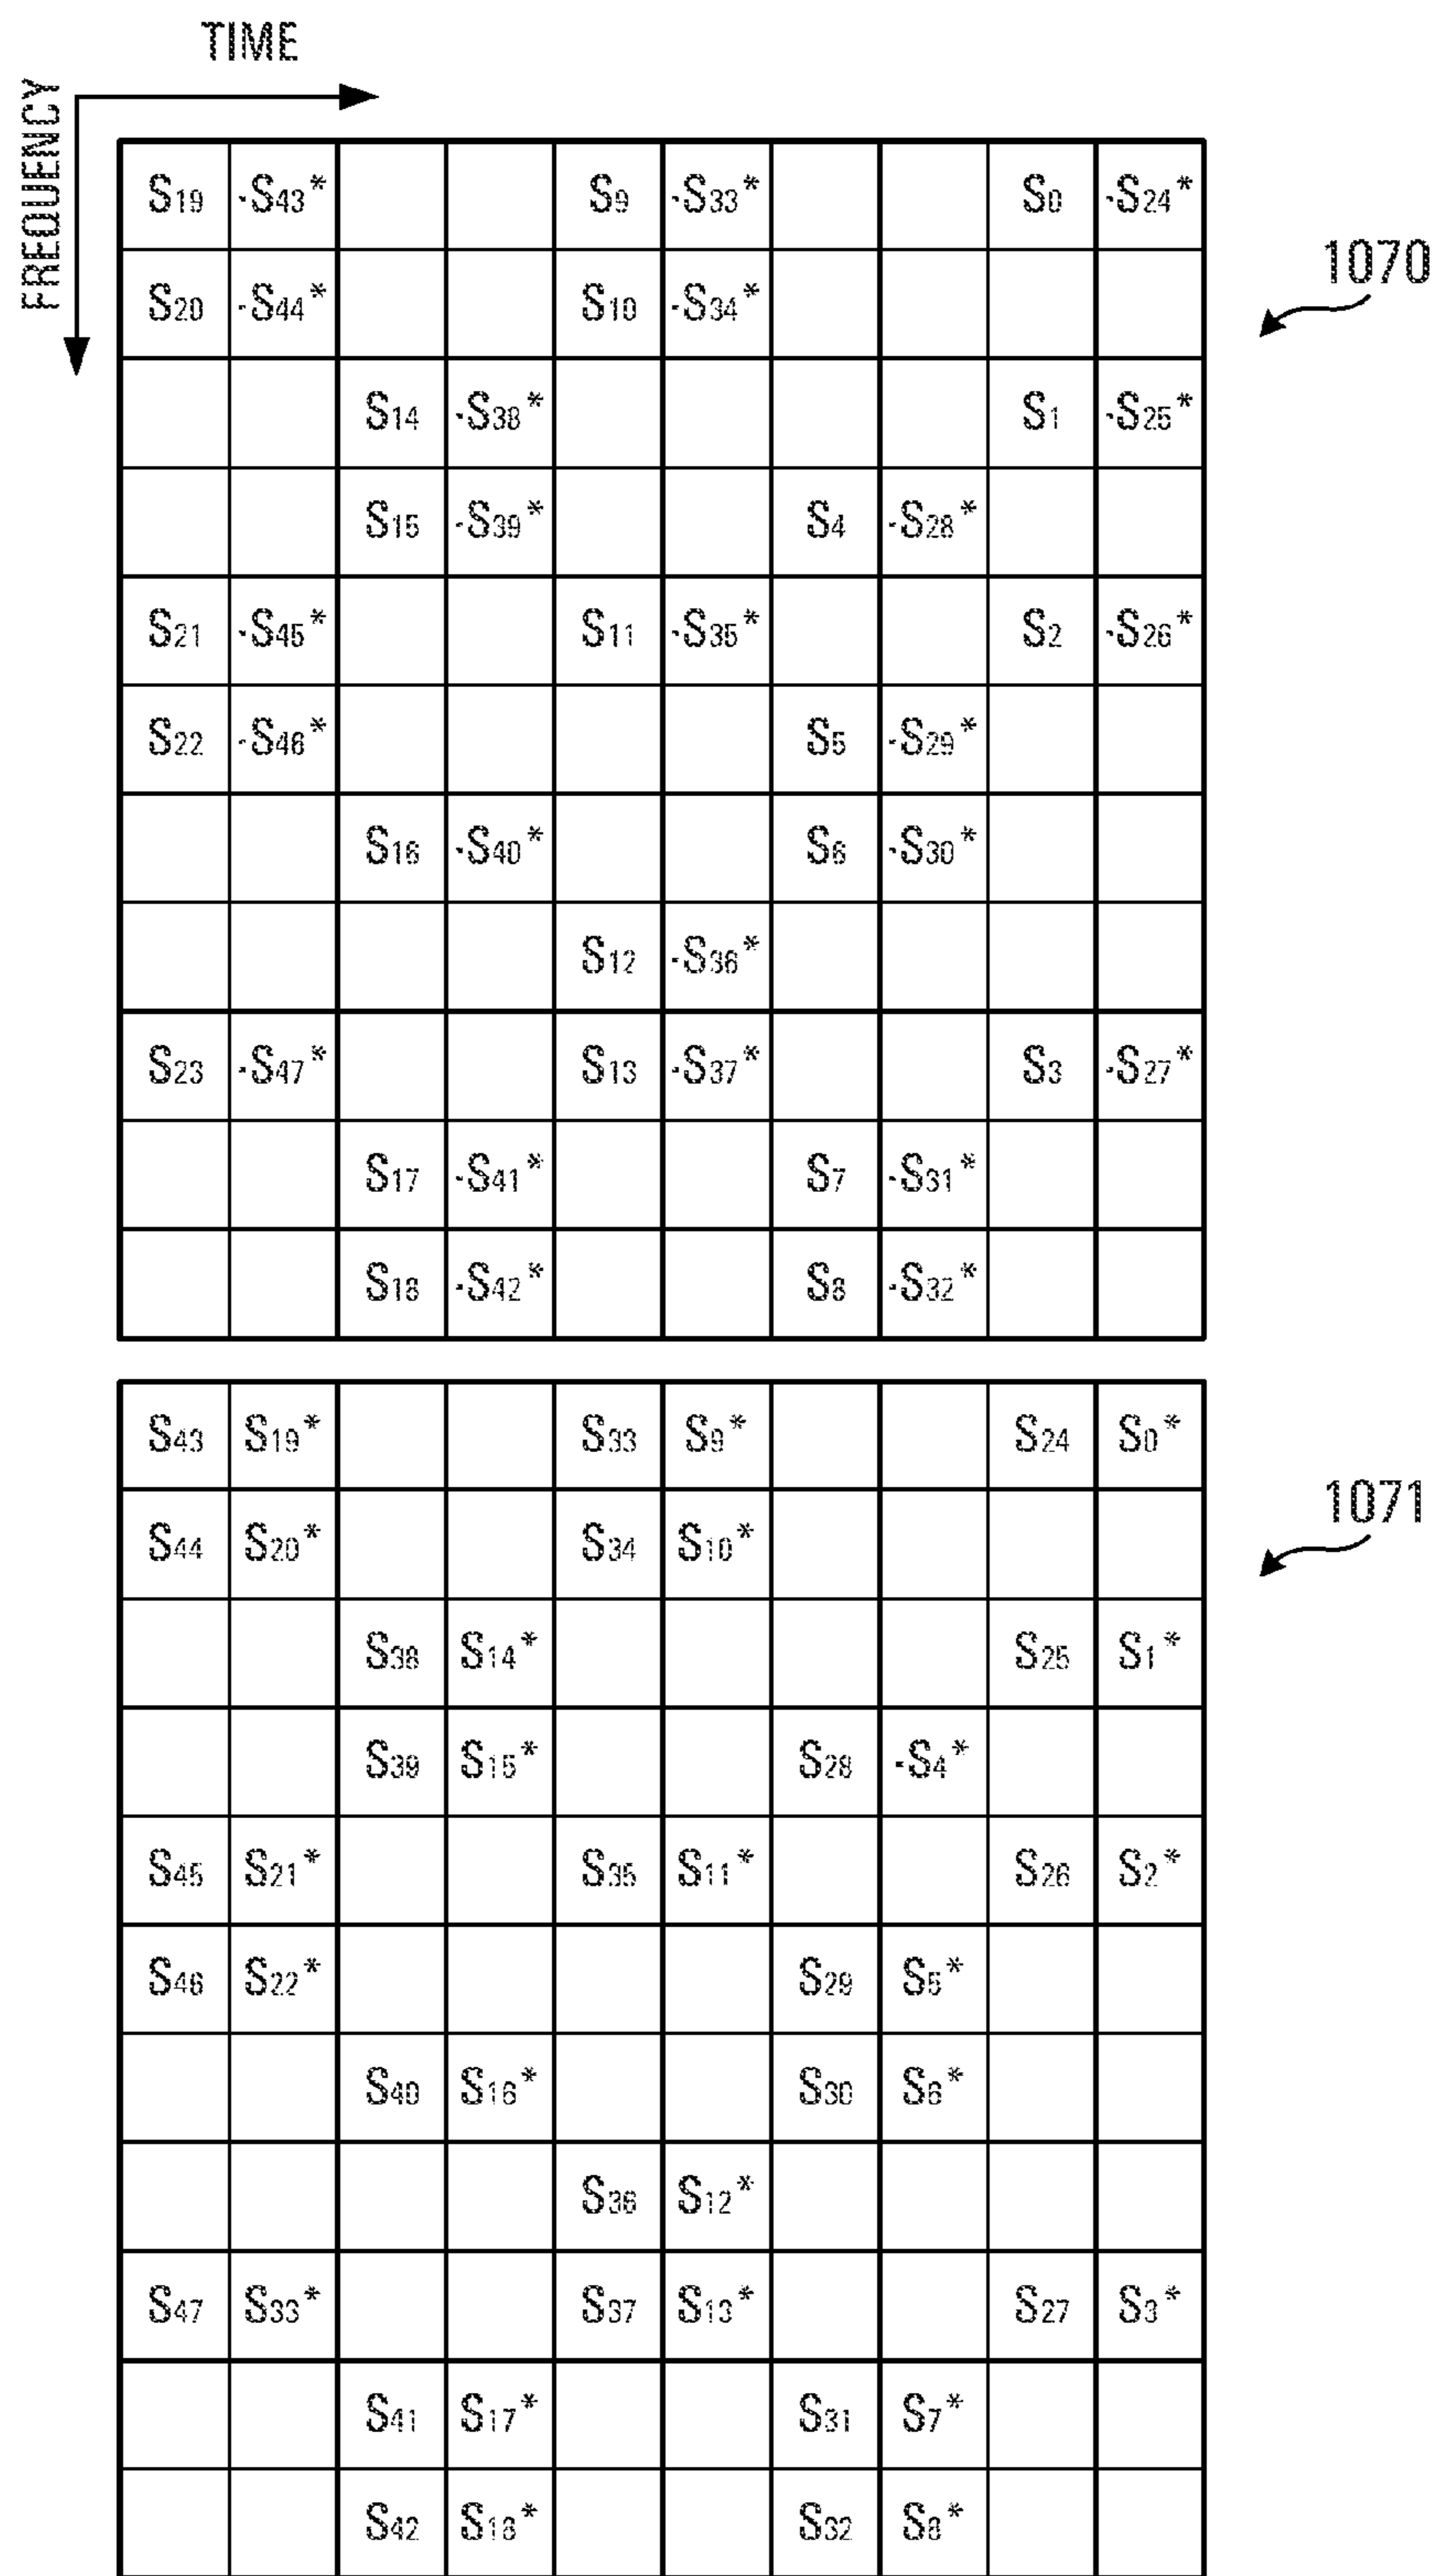 TIME
FREQUENCY
S19 -S43* S9 -S33* S0 -S24*
1070
S20 -S44* S10 -S34*
S14 -S38* S1 -S25*
S15 -S39* S4 -S28*
S21 -S45* S11 -S35* S2 -S26*
S22 -S46* S5 -S29*
S16 -S40* S6 -S30*
S12 -S36*
S23 -S47* S13 -S37* S3 -S27*
S17 -S41* S7 -S31*
S18 -S42* S8 -S32*
S43 S19* S33 S9* S24 S0*
1071
S44 S20* S34 S10*
S38 S14* S25 S1*
S39 S15* S28 -S4*
S45 S21* S35 S11* S26 S2*
S46 S22* S29 S5*
S40 S16* S30 S6*
S36 S12*
S47 S33* S37 S13* S27 S3*
S41 S17* S31 S7*
S42 S18* S32 S8*